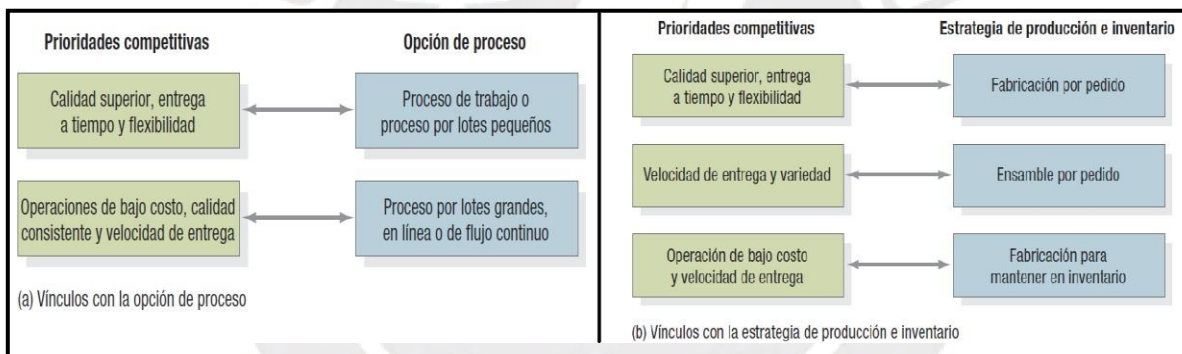 Prioridades competitivas
Opción de proceso
Calidad superior, entrega
a tiempo y flexibilidad
Proceso de trabajo o
proceso por lotes pequeños
Operaciones de bajo costo, calidad
consistente y velocidad de entrega
Proceso por lotes grandes,
en línea o de flujo continuo
(a) Vínculos con la opción de proceso
Prioridades competitivas
Estrategia de producción e inventario
Calidad superior, entrega
a tiempo y flexibilidad
Fabricación por pedido
Velocidad de entrega y variedad
Ensamble por pedido
Operación de bajo costo
y velocidad de entrega
Fabricación para
mantener en inventario
(b) Vínculos con la estrategia de producción e inventario